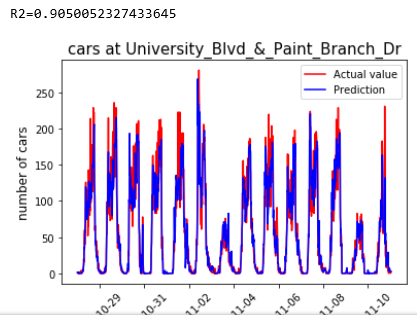 R2=0.9050052327433645
cars at University_Blvd_&_Paint_Branch_Dr
Actual value
Prediction
number of cars
250
200
150
100
50
0
10-29
10-31
11-02
11-04
11-06
11-08
11-10